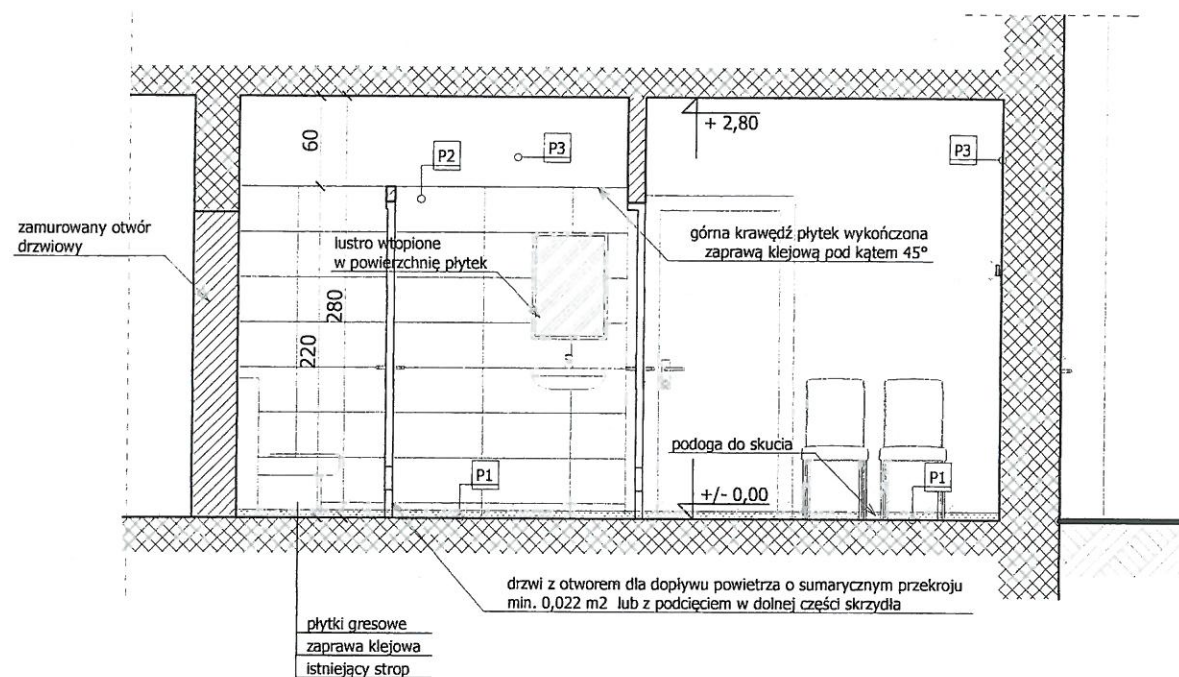 60
P2
P3
+ 2,80
P3
zamurowany otwór
drzwiowy
lustro wtopione
w powierzchnię płytek
górna krawędź płytek wykończona
zaprawą klejową pod kątem 45°
280
220
podoga do skucia
P1
+/- 0,00
P1
drzwi z otworem dla dopływu powietrza o sumarycznym przekroju
min. 0,022 m2 lub z podcięciem w dolnej części skrzydła
płytki gresowe
zaprawa klejowa
istniejący strop